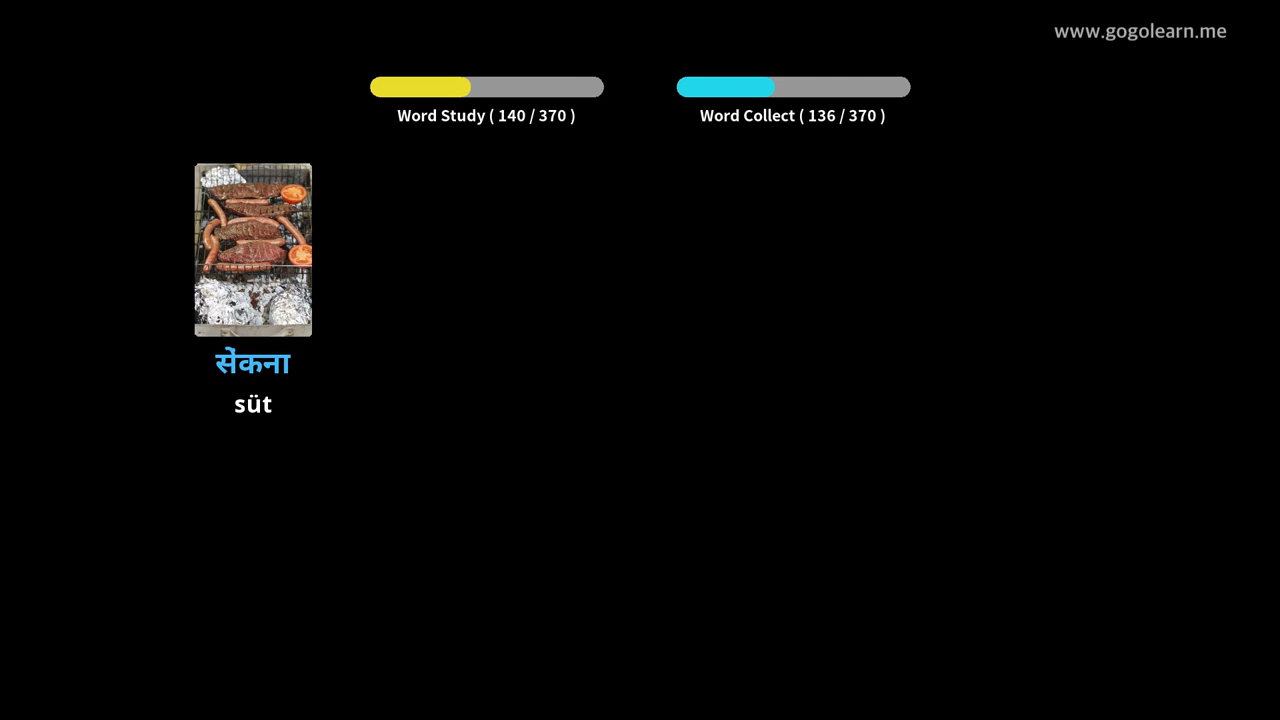 www.gogolearn.me
Word Study ( 140 / 370 )
Word Collect ( 136 / 370 )
सेंकना
süt